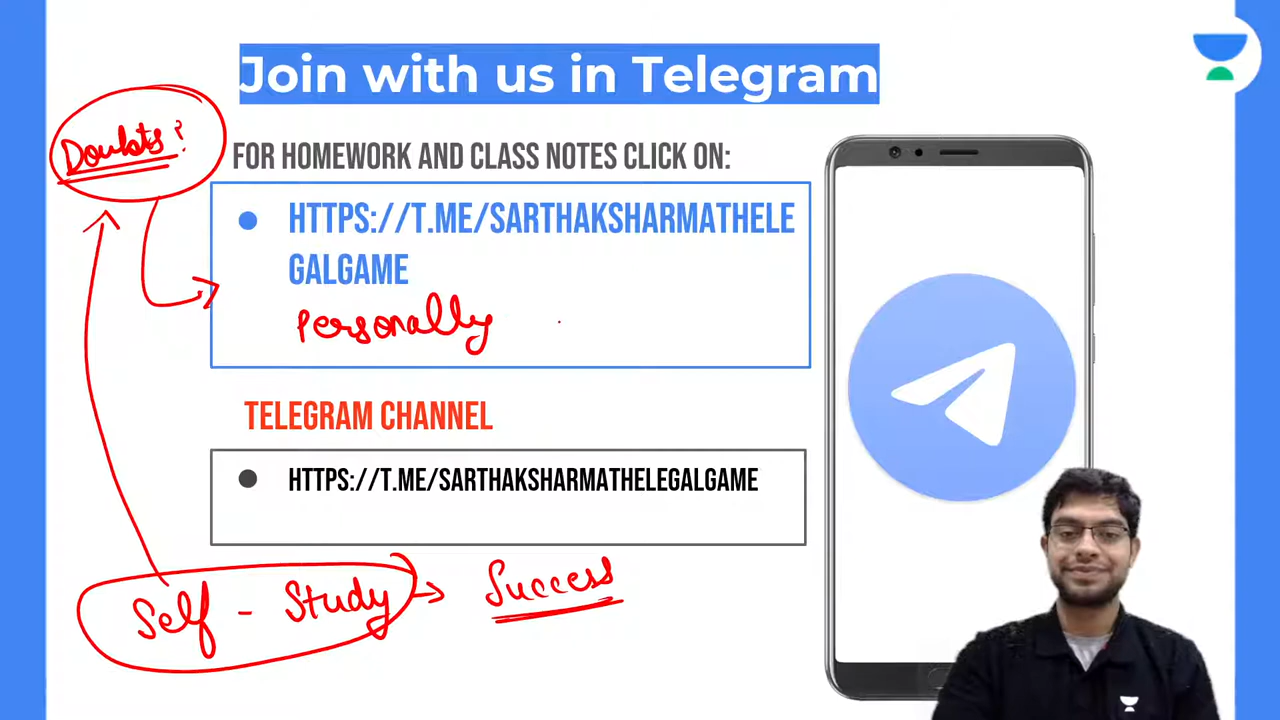 Join with us in Telegram
Doubts?
FOR HOMEWORK AND CLASS NOTES CLICK ON:
HTTPS://T.ME/SARTHAKSHARMATHELE
GALGAME
Personally
TELEGRAM CHANNEL
HTTPS://T.ME/SARTHAKSHARMATHELEGALGAME
Self - Study → Success